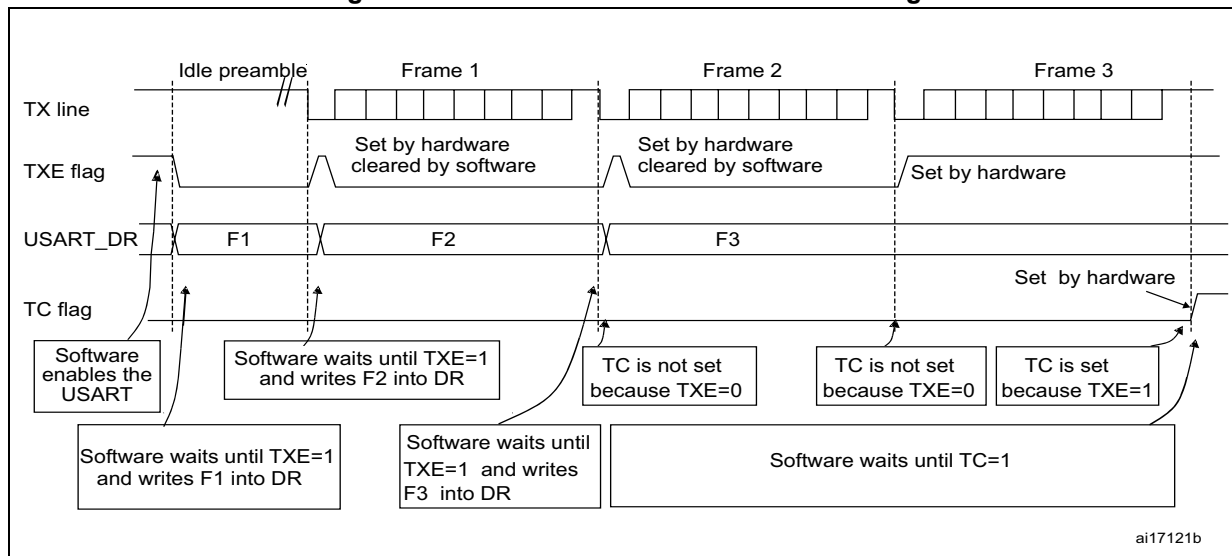 Idle preamble Frame 1 Frame 2 Frame 3
TX line
Set by hardware
cleared by software
Set by hardware
cleared by software
TXE flag
Set by hardware
USART_DR F1 F2 F3
Set by hardware
TC flag
Software
enables the
USART
Software waits until TXE=1
and writes F2 into DR
TC is not set
because TXE=0
TC is not set
because TXE=0
TC is set
because TXE=1
Software waits until TXE=1
and writes F1 into DR
Software waits until
TXE=1 and writes
F3 into DR
Software waits until TC=1
ai17121b